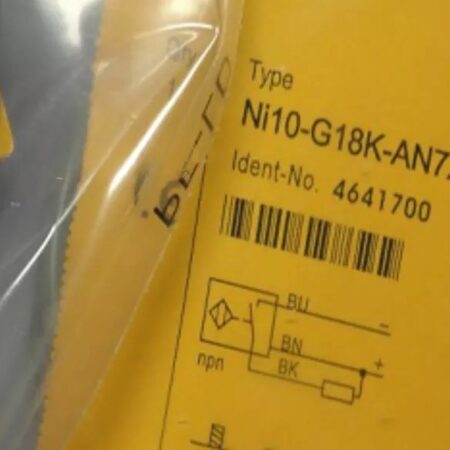 Type
Ni10-G18K-AN7
Ident-No. 4641700
BU
–
BN
+
BK
npn